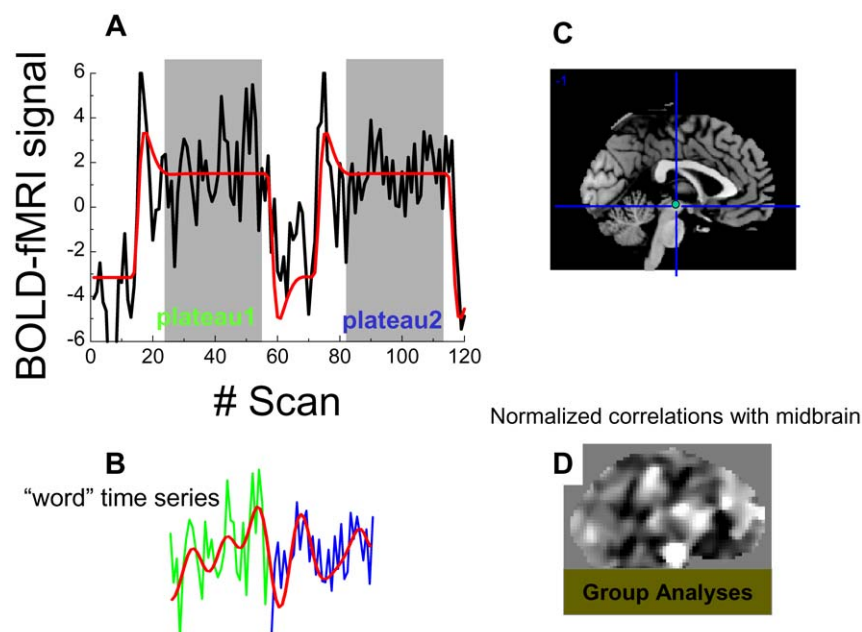 A
BOLD-fMRI signal
6
4
2
0
-2
-4
-6
plateau1
plateau2
0 20 40 60 80 100 120
# Scan
B
“word” time series
C
-1
Normalized correlations with midbrain
D
Group Analyses